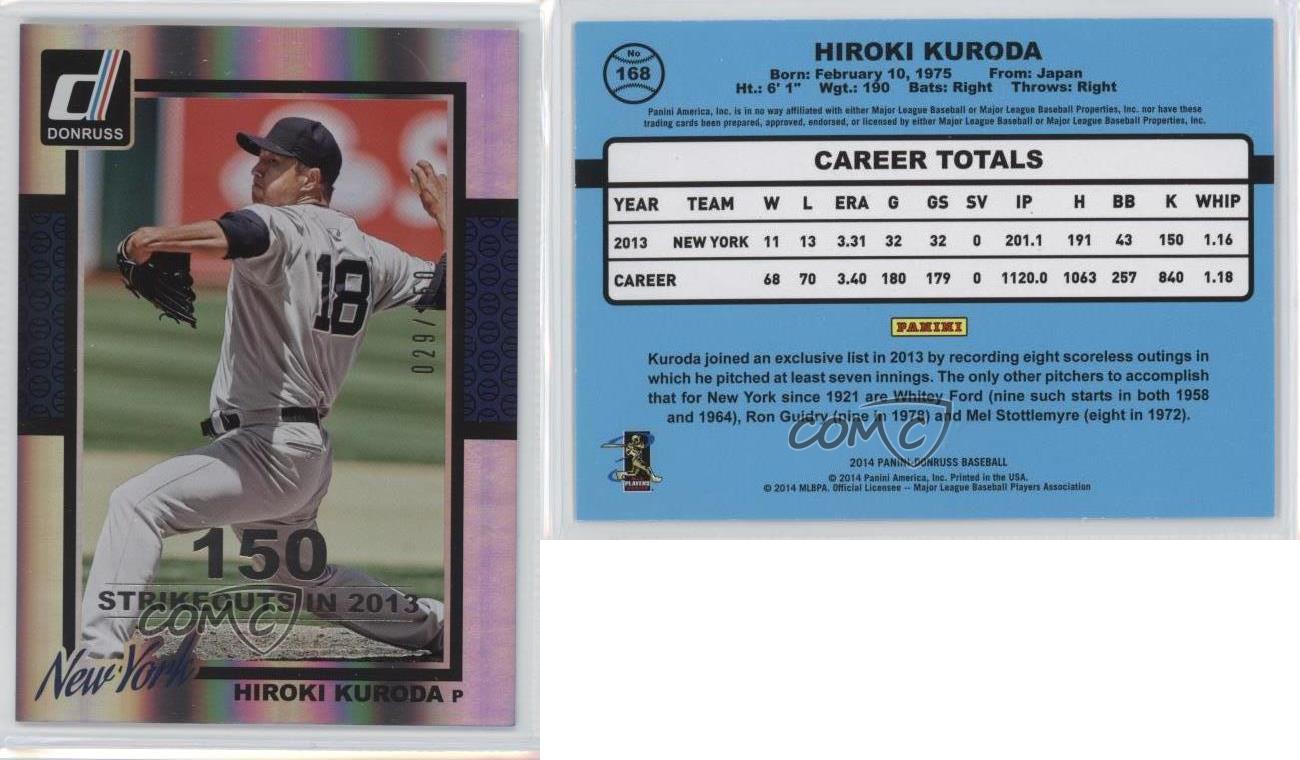 DONRUSS
18
029/150
150
STRIKEOUTS IN 2013
COMC
New York
HIROKI KURODA P
No
168
HIROKI KURODA
Born: February 10, 1975 From: Japan
Ht.: 6' 1" Wgt.: 190 Bats: Right Throws: Right
Panini America, Inc. is in no way affiliated with either Major League Baseball or Major League Baseball Properties, Inc. nor have these
trading cards been prepared, approved, endorsed, or licensed by either Major League Baseball or Major League Baseball Properties, Inc.
CAREER TOTALS
YEAR TEAM W L ERA G GS SV IP H BB K WHIP
2013 NEW YORK 11 13 3.31 32 32 0 201.1 191 43 150 1.16
CAREER 68 70 3.40 180 179 0 1120.0 1063 257 840 1.18
PANINI
Kuroda joined an exclusive list in 2013 by recording eight scoreless outings in
which he pitched at least seven innings. The only other pitchers to accomplish
that for New York since 1921 are Whitey Ford (nine such starts in both 1958
and 1964), Ron Guidry (nine in 1978) and Mel Stottlemyre (eight in 1972).
COMC
PLAYERS
2014 PANINI-DONRUSS BASEBALL
© 2014 Panini America, Inc. Printed in the USA.
© 2014 MLBPA. Official Licensee -- Major League Baseball Players Association